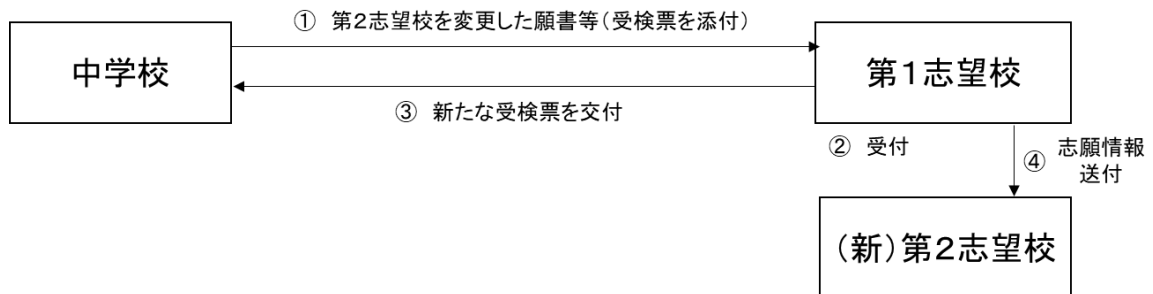 ① 第2志望校を変更した願書等(受検票を添付)
中学校
第1志望校
③ 新たな受検票を交付
② 受付
④ 志願情報
送付
(新)第2志望校